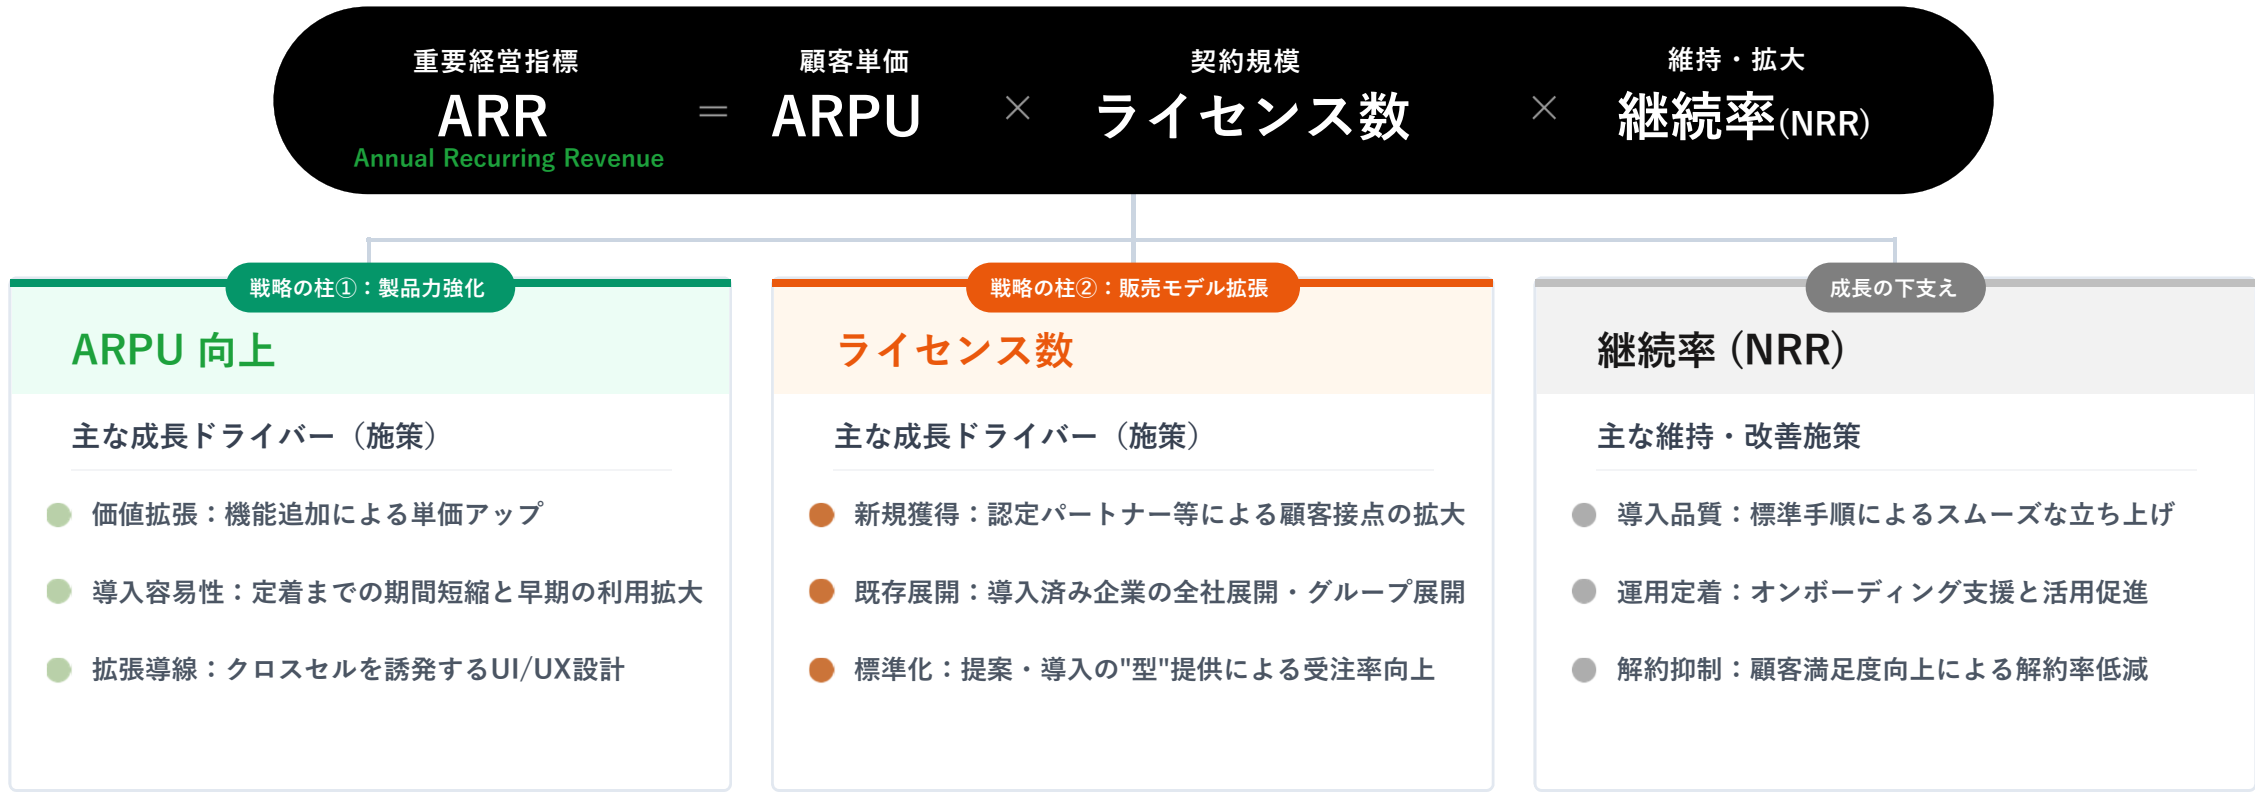 重要経営指標
ARR
Annual Recurring Revenue
=
顧客単価
ARPU
×
契約規模
ライセンス数
×
維持・拡大
継続率(NRR)
戦略の柱①：製品力強化
ARPU 向上
主な成長ドライバー（施策）
価値拡張：機能追加による単価アップ
導入容易性：定着までの期間短縮と早期の利用拡大
拡張導線：クロスセルを誘発するUI/UX設計
戦略の柱②：販売モデル拡張
ライセンス数
主な成長ドライバー（施策）
新規獲得：認定パートナー等による顧客接点の拡大
既存展開：導入済み企業の全社展開・グループ展開
標準化：提案・導入の"型"提供による受注率向上
成長の下支え
継続率 (NRR)
主な維持・改善施策
導入品質：標準手順によるスムーズな立ち上げ
運用定着：オンボーディング支援と活用促進
解約抑制：顧客満足度向上による解約率低減